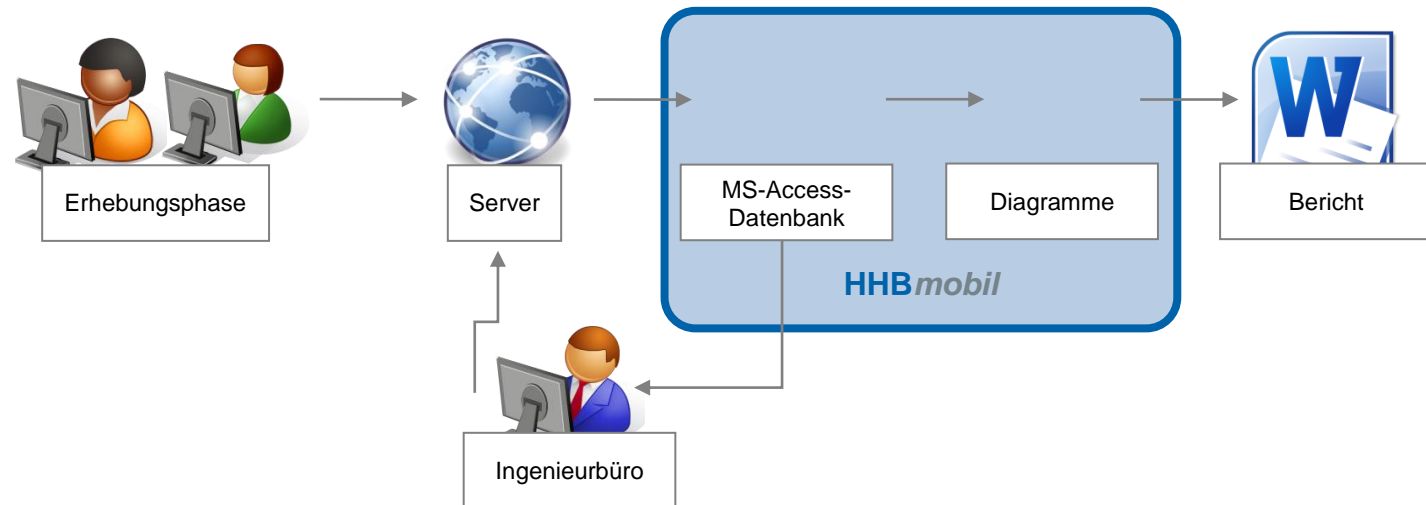 Erhebungsphase
Server
MS-Access-
Datenbank
Diagramme
Bericht
HHBmobil
Ingenieurbüro
W